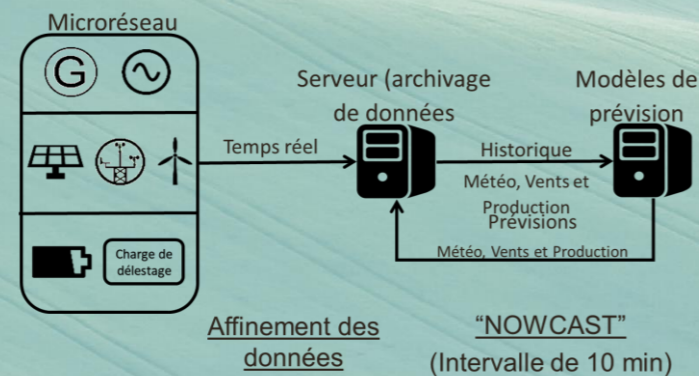 Microréseau
G
Serveur (archivage
de données
Modèles de
prévision
Temps réel
Historique
Météo, Vents et
Production
Prévisions
Météo, Vents et Production
Charge de
délestage
Affinement des
données
“NOWCAST”
(Intervalle de 10 min)